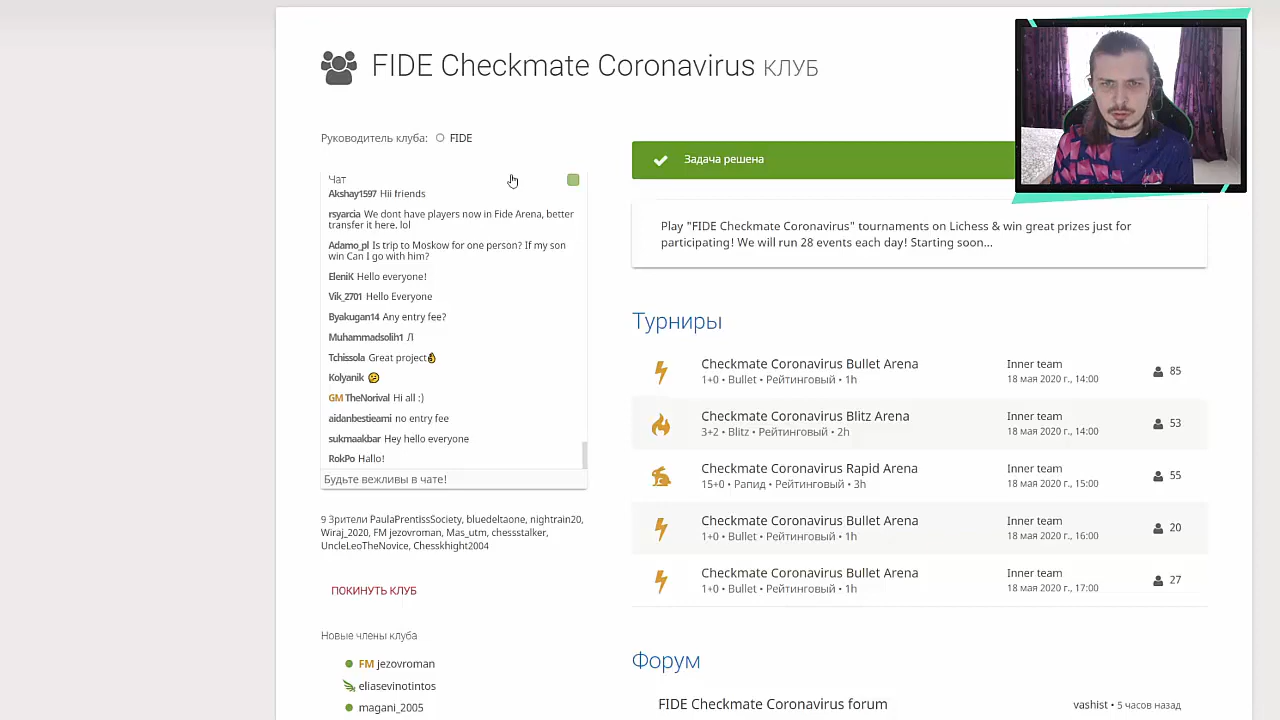 FIDE Checkmate Coronavirus КЛУБ
Руководитель клуба: FIDE
Чат
Akshay1597 Hii friends
rsyarcia We dont have players now in Fide Arena, better
transfer it here. lol
Adamo_pl Is trip to Moskow for one person? If my son
win Can I go with him?
EleniK Hello everyone!
Vik_2701 Hello Everyone
Byakugan14 Any entry fee?
Muhammadsolih1 Л
Tchissola Great project👌
Kolyanik 😕
GM TheNorival Hi all :)
aidanbestieami no entry fee
sukmaakbar Hey hello everyone
RokPo Hallo!
Будьте вежливы в чате!
9 Зрители PaulaPrentissSociety, bluedeltaone, nightrain20,
Wiraj_2020, FM jezovroman, Mas_utm, chessstalker,
UncleLeoTheNovice, Chesskhight2004
ПОКИНУТЬ КЛУБ
Новые члены клуба
FM jezovroman
eliasevinotintos
magani_2005
Задача решена
Play "FIDE Checkmate Coronavirus" tournaments on Lichess & win great prizes just for
participating! We will run 28 events each day! Starting soon...
Турниры
Checkmate Coronavirus Bullet Arena Inner team 85
1+0 • Bullet • Рейтинговый • 1h 18 мая 2020 г., 14:00
Checkmate Coronavirus Blitz Arena Inner team 53
3+2 • Blitz • Рейтинговый • 2h 18 мая 2020 г., 14:00
Checkmate Coronavirus Rapid Arena Inner team 55
15+0 • Рапид • Рейтинговый • 3h 18 мая 2020 г., 15:00
Checkmate Coronavirus Bullet Arena Inner team 20
1+0 • Bullet • Рейтинговый • 1h 18 мая 2020 г., 16:00
Checkmate Coronavirus Bullet Arena Inner team 27
1+0 • Bullet • Рейтинговый • 1h 18 мая 2020 г., 17:00
Форум
FIDE Checkmate Coronavirus forum vashist • 5 часов назад